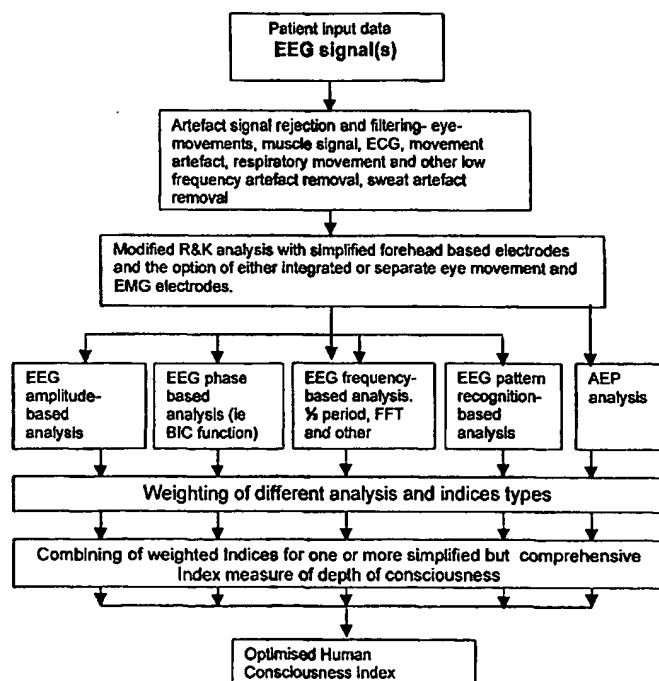 Patient input data
EEG signal(s)
Artefact signal rejection and filtering- eye-
movements, muscle signal, ECG, movement
artefact, respiratory movement and other low
frequency artefact removal, sweat artefact
removal
Modified R&K analysis with simplified forehead based electrodes
and the option of either integrated or separate eye movement and
EMG electrodes.
EEG
amplitude-
based
analysis
EEG phase
based
analysis (ie
BIC function)
EEG frequency-
based analysis.
½ period, FFT
and other
EEG pattern
recognition-
based
analysis
AEP
analysis
Weighting of different analysis and indices types
Combining of weighted indices for one or more simplified but comprehensive
Index measure of depth of consciousness
Optimised Human
Consciousness Index